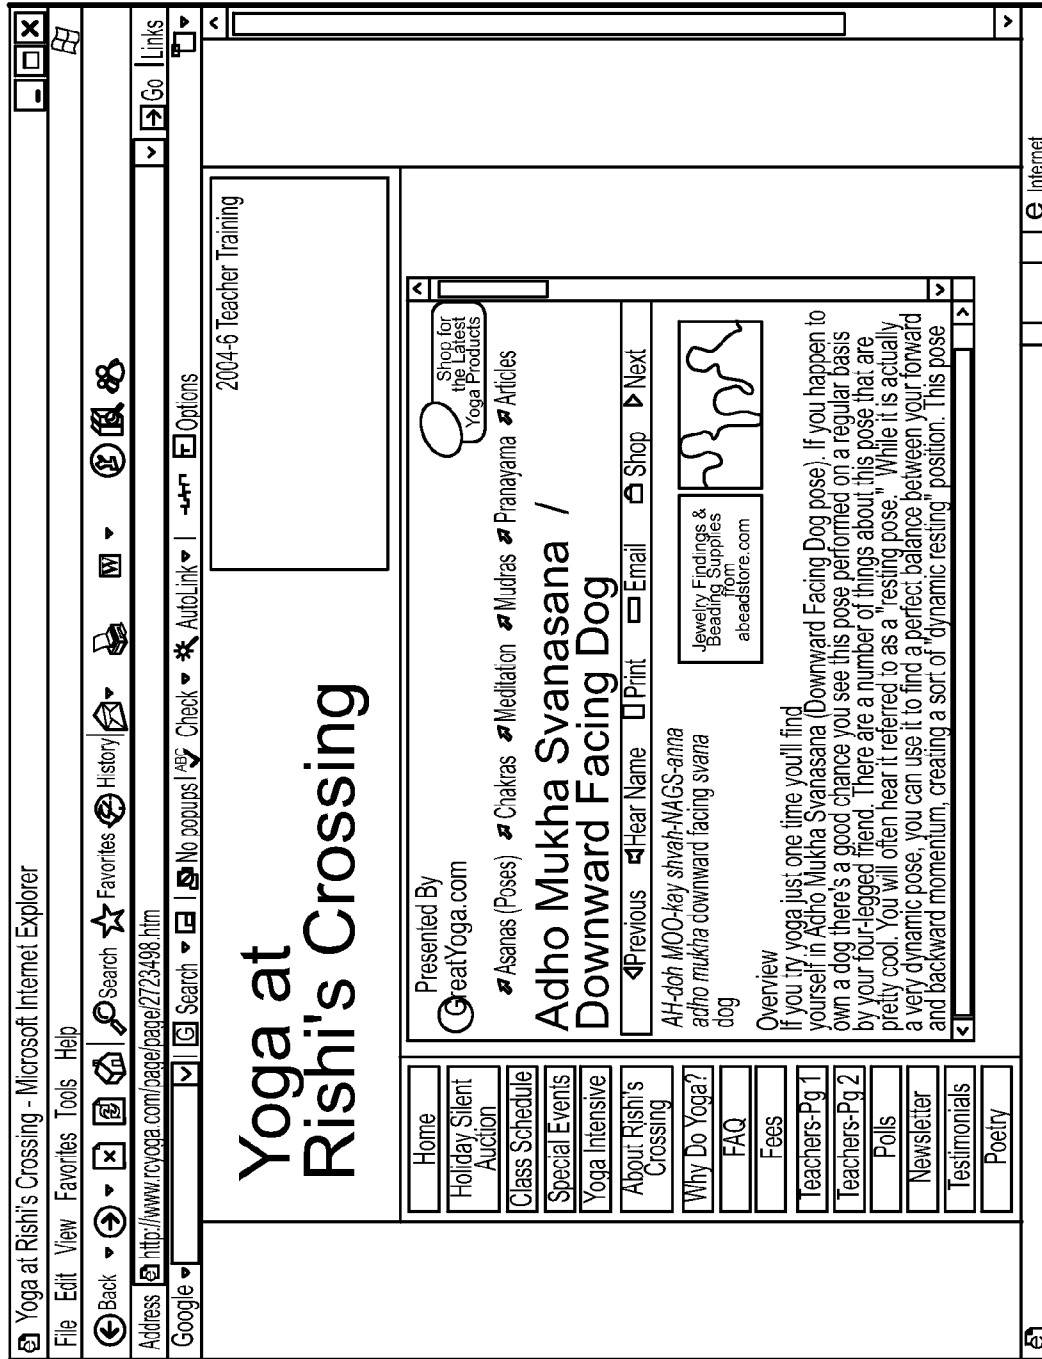 Yoga at Rishi's Crossing - Microsoft Internet Explorer
File Edit View Favorites Tools Help
Back Search Favorites History W
Address http://www.rcyoga.com/page/page/2723498.htm Go Links
Google G Search No popups ABC Check AutoLink Options
Yoga at
Rishi's Crossing
2004-6 Teacher Training
Home
Holiday Silent
Auction
Class Schedule
Special Events
Yoga Intensive
About Rishi's
Crossing
Why Do Yoga?
FAQ
Fees
Teachers-Pg 1
Teachers-Pg 2
Polls
Newsletter
Testimonials
Poetry
Presented By
GreatYoga.com
Shop for
the Latest
Yoga Products
Asanas (Poses) Chakras Meditation Mudras Pranayama Articles
Adho Mukha Svanasana /
Downward Facing Dog
Previous Hear Name Print Email Shop Next
AH-doh MOO-kay shvah-NAGS-anna
adho mukha downward facing svana
dog
Jewelry Findings &
Beading Supplies
from
abeadstore.com
Overview
If you try yoga just one time you'll find
yourself in Adho Mukha Svanasana (Downward Facing Dog pose). If you happen to
own a dog there's a good chance you see this pose performed on a regular basis
by your four-legged friend. There are a number of things about this pose that are
pretty cool. You will often hear it referred to as a "resting pose." While it is actually
a very dynamic pose, you can use it to find a perfect balance between your forward
and backward momentum, creating a sort of "dynamic resting" position. This pose
Internet